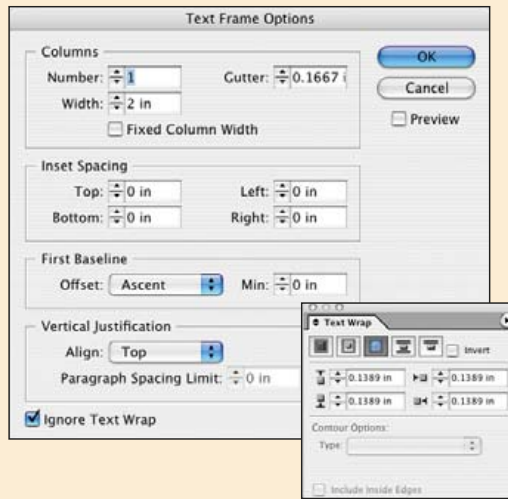 Text Frame Options
Columns
Number: 1 Gutter: 0.1667 i
Width: 2 in
Fixed Column Width
OK
Cancel
Preview
Inset Spacing
Top: 0 in Left: 0 in
Bottom: 0 in Right: 0 in
First Baseline
Offset: Ascent Min: 0 in
Vertical Justification
Align: Top
Paragraph Spacing Limit: 0 in
Ignore Text Wrap
Text Wrap
Invert
0.1389 in 0.1389 in
0.1389 in 0.1389 in
Contour Options:
Type:
Include Inside Edges